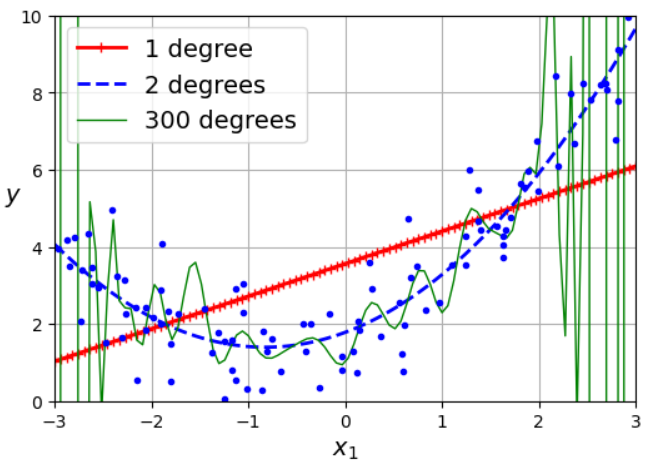 10
8
6
4
2
0
y
1 degree
2 degrees
300 degrees
−3 −2 −1 0 1 2 3
x₁